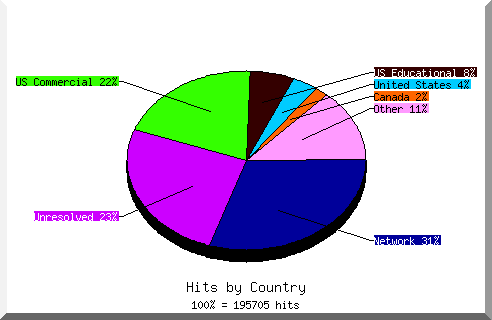 US Educational 8%
US Commercial 22%
United States 4%
Canada 2%
Other 11%
Unresolved 23%
Network 31%
Hits by Country
100% = 195705 hits